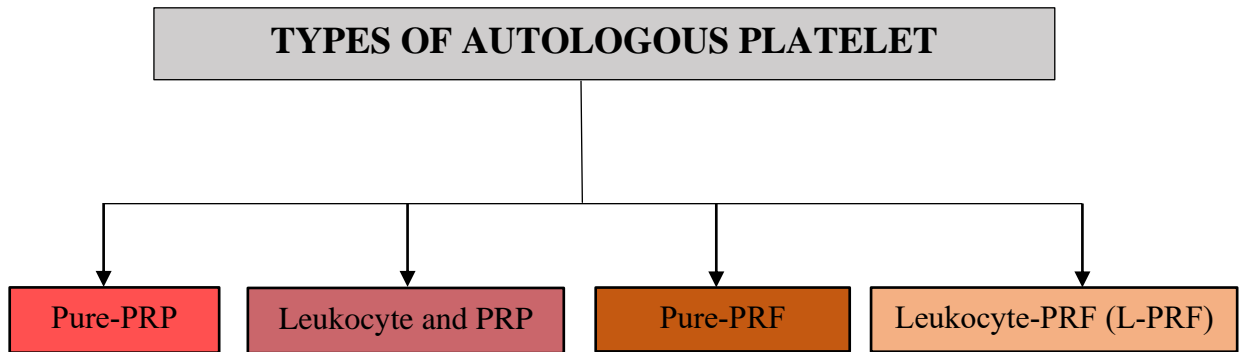 TYPES OF AUTOLOGOUS PLATELET
Pure-PRP
Leukocyte and PRP
Pure-PRF
Leukocyte-PRF (L-PRF)